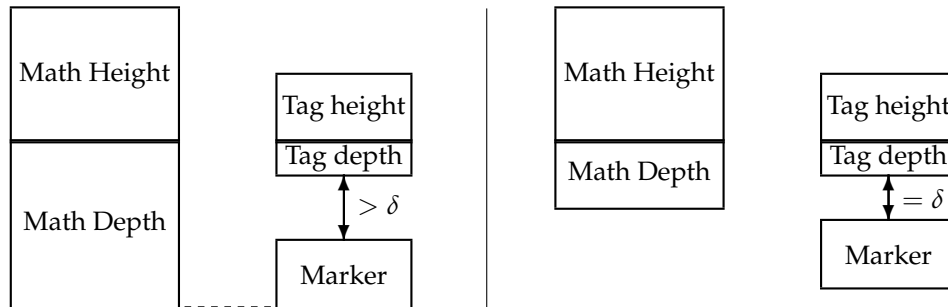 Math Height
Tag height
Tag depth
Math Depth
> δ
Marker
Math Height
Tag height
Tag depth
Math Depth
= δ
Marker